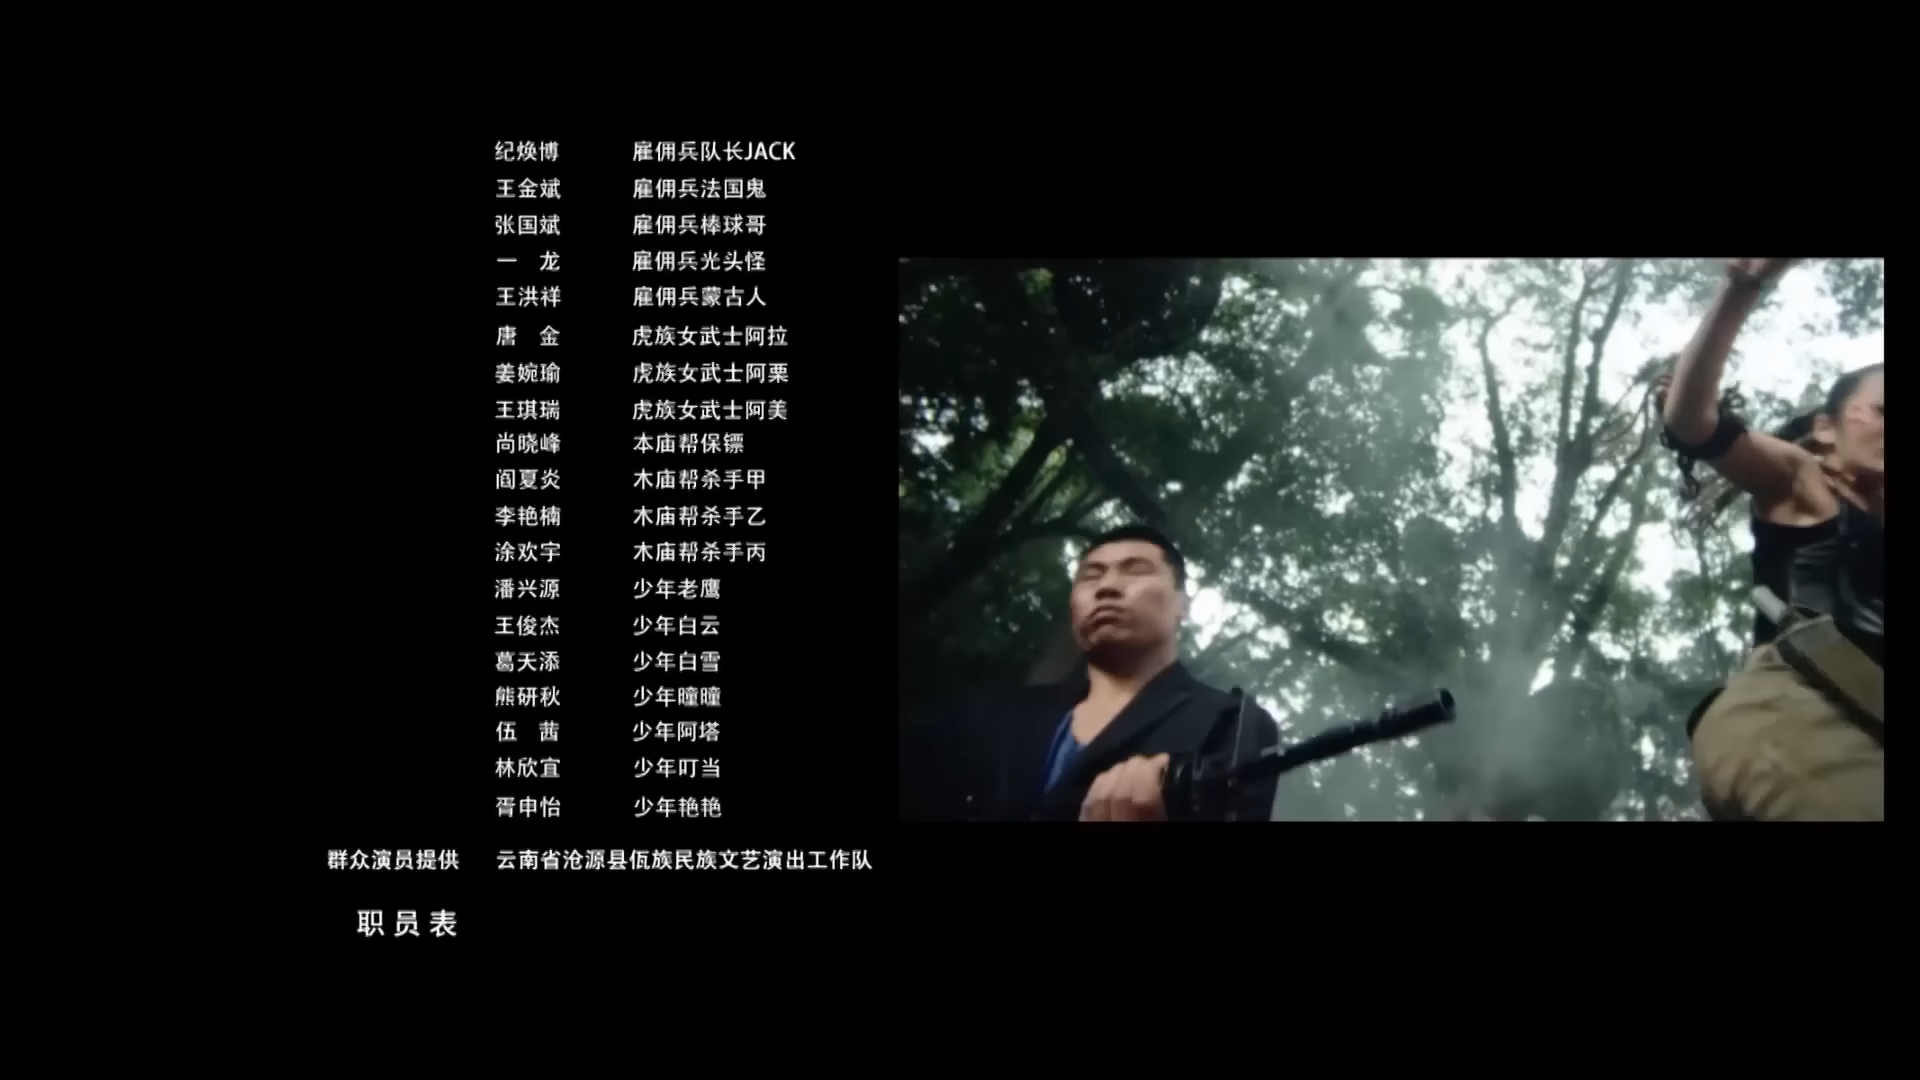 纪焕博 雇佣兵队长JACK
王金斌 雇佣兵法国鬼
张国斌 雇佣兵棒球哥
一 龙 雇佣兵光头怪
王洪祥 雇佣兵蒙古人
唐 金 虎族女武士阿拉
姜婉瑜 虎族女武士阿栗
王琪瑞 虎族女武士阿美
尚晓峰 本庙帮保镖
阎夏炎 木庙帮杀手甲
李艳楠 木庙帮杀手乙
涂欢宇 木庙帮杀手丙
潘兴源 少年老鹰
王俊杰 少年白云
葛天添 少年白雪
熊研秋 少年曈曈
伍 茜 少年阿塔
林欣宜 少年叮当
胥申怡 少年艳艳
群众演员提供 云南省沧源县佤族民族文艺演出工作队
职员表